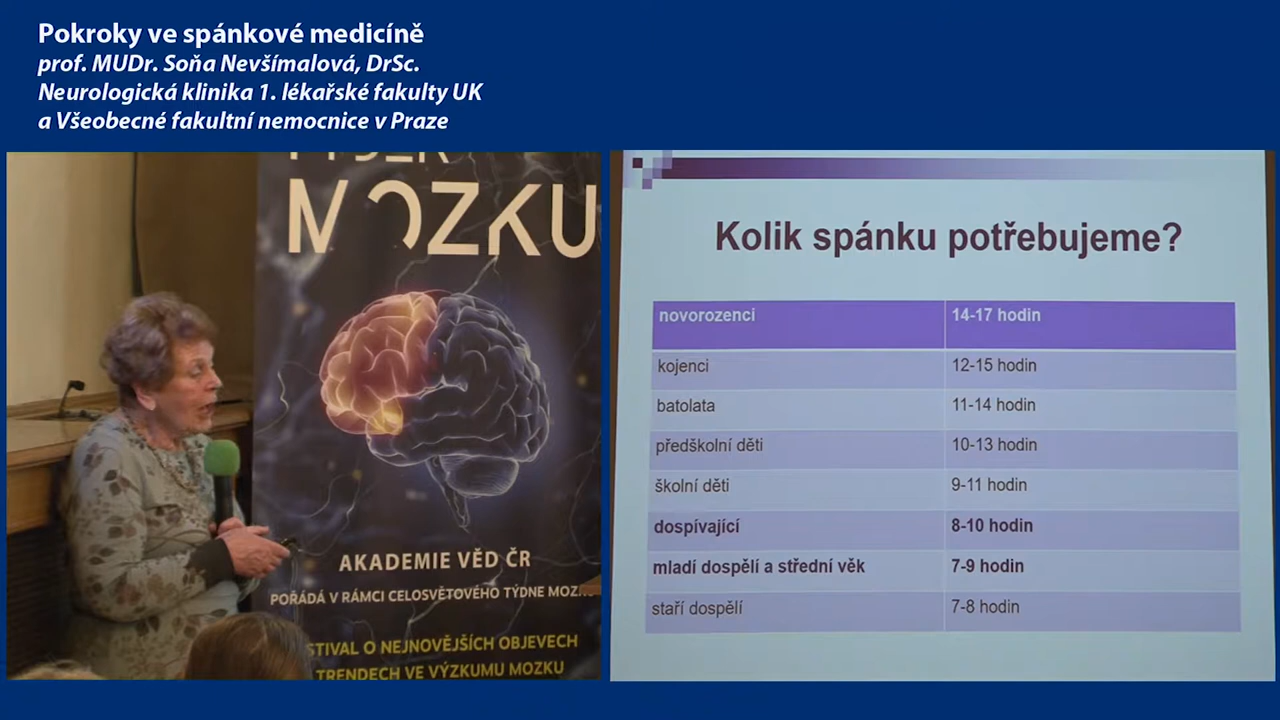 Pokroky ve spánkové medicíně
prof. MUDr. Soňa Nevšímalová, DrSc.
Neurologická klinika 1. lékařské fakulty UK
a Všeobecné fakultní nemocnice v Praze
MOZKU
AKADEMIE VĚD ČR
POŘÁDÁ V RÁMCI CELOSVĚTOVÉHO TÝDNE
O NEJNOVĚJŠÍCH OBJEVECH
TRENDECH VE VÝZKUMU MOZKU
Kolik spánku potřebujeme?
novorozenci 14-17 hodin
kojenci 12-15 hodin
batolata 11-14 hodin
předškolní děti 10-13 hodin
školní děti 9-11 hodin
dospívající 8-10 hodin
mladí dospělí a střední věk 7-9 hodin
staří dospělí 7-8 hodin